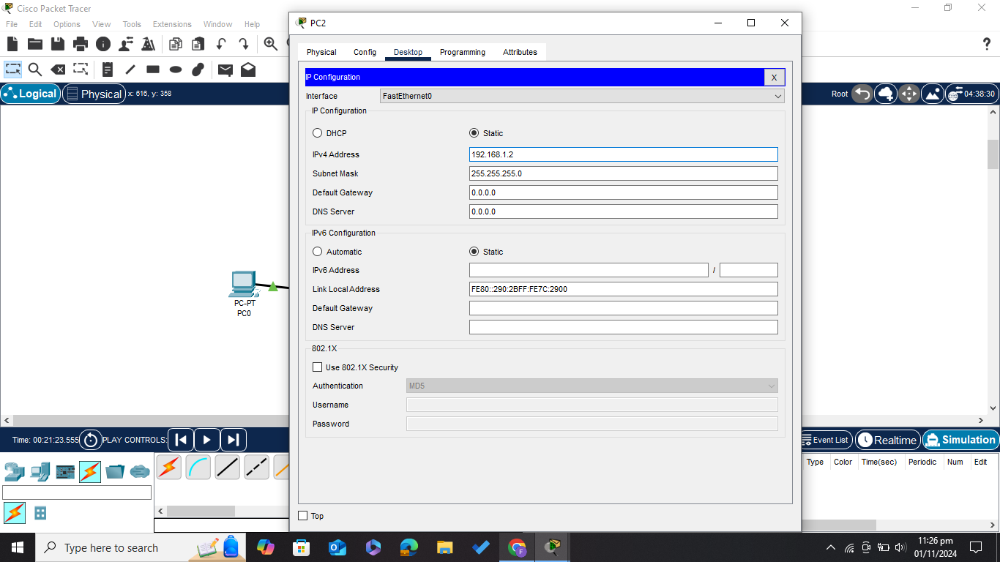 Cisco Packet Tracer
File Edit Options View Tools Extensions Window Help
Logical Physical x: 616, y: 358
Root 04:38:30
PC2
Physical Config Desktop Programming Attributes
IP Configuration X
Interface FastEthernet0
IP Configuration
DHCP Static
IPv4 Address 192.168.1.2
Subnet Mask 255.255.255.0
Default Gateway 0.0.0.0
DNS Server 0.0.0.0
IPv6 Configuration
Automatic Static
IPv6 Address /
Link Local Address FE80::290:2BFF:FE7C:2900
Default Gateway
DNS Server
802.1X
Use 802.1X Security
Authentication MD5
Username
Password
Top
PC-PT
PC0
Time: 00:21:23.555 PLAY CONTROLS:
Event List Realtime Simulation
Type Color Time(sec) Periodic Num Edit
Type here to search
F
11:26 pm
01/11/2024